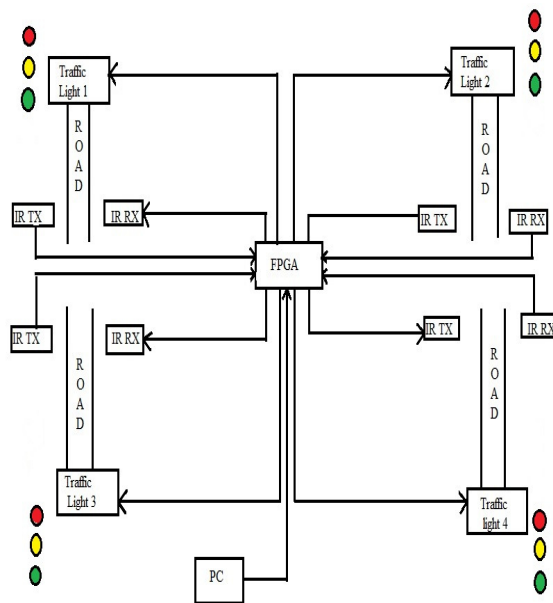 Traffic
Light 1
Traffic
Light 2
R
O
A
D
R
O
A
D
IR TX
IR RX
IR TX
IR RX
FPGA
IR TX
IR RX
IR TX
IR RX
R
O
A
D
R
O
A
D
Traffic
Light 3
Traffic
light 4
PC